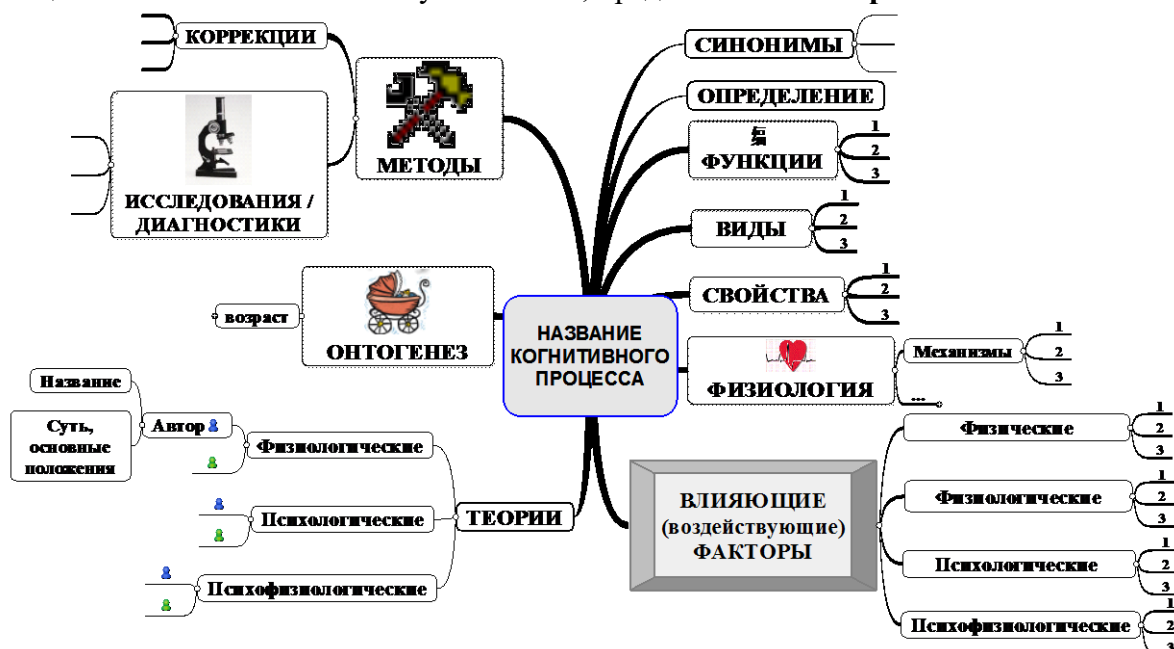 КОРРЕКЦИИ
ИССЛЕДОВАНИЯ /
ДИАГНОСТИКИ
МЕТОДЫ
возраст
ОНТОГЕНЕЗ
Название
Суть,
основные
положения
Автор
Физиологические
Психологические
Психофизиологические
ТЕОРИИ
НАЗВАНИЕ
КОГНИТИВНОГО
ПРОЦЕССА
СИНОНИМЫ
ОПРЕДЕЛЕНИЕ
ФУНКЦИИ
1
2
3
ВИДЫ
1
2
3
СВОЙСТВА
1
2
3
ФИЗИОЛОГИЯ
Механизмы
1
2
3
...
ВЛИЯЮЩИЕ
(воздействующие)
ФАКТОРЫ
Физические
1
2
3
Физиологические
1
2
3
Психологические
1
2
3
Психофизиологические
1
2
3